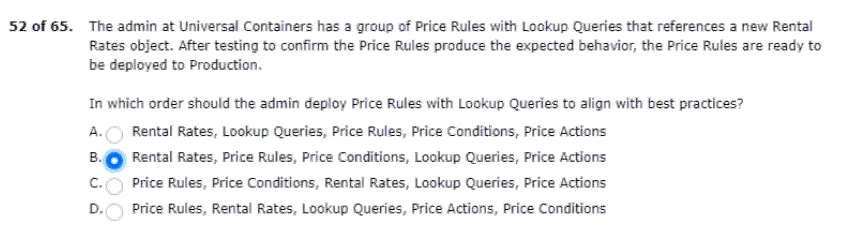 52 of 65. The admin at Universal Containers has a group of Price Rules with Lookup Queries that references a new Rental
Rates object. After testing to confirm the Price Rules produce the expected behavior, the Price Rules are ready to
be deployed to Production.
In which order should the admin deploy Price Rules with Lookup Queries to align with best practices?
A. Rental Rates, Lookup Queries, Price Rules, Price Conditions, Price Actions
B. Rental Rates, Price Rules, Price Conditions, Lookup Queries, Price Actions
C. Price Rules, Price Conditions, Rental Rates, Lookup Queries, Price Actions
D. Price Rules, Rental Rates, Lookup Queries, Price Actions, Price Conditions